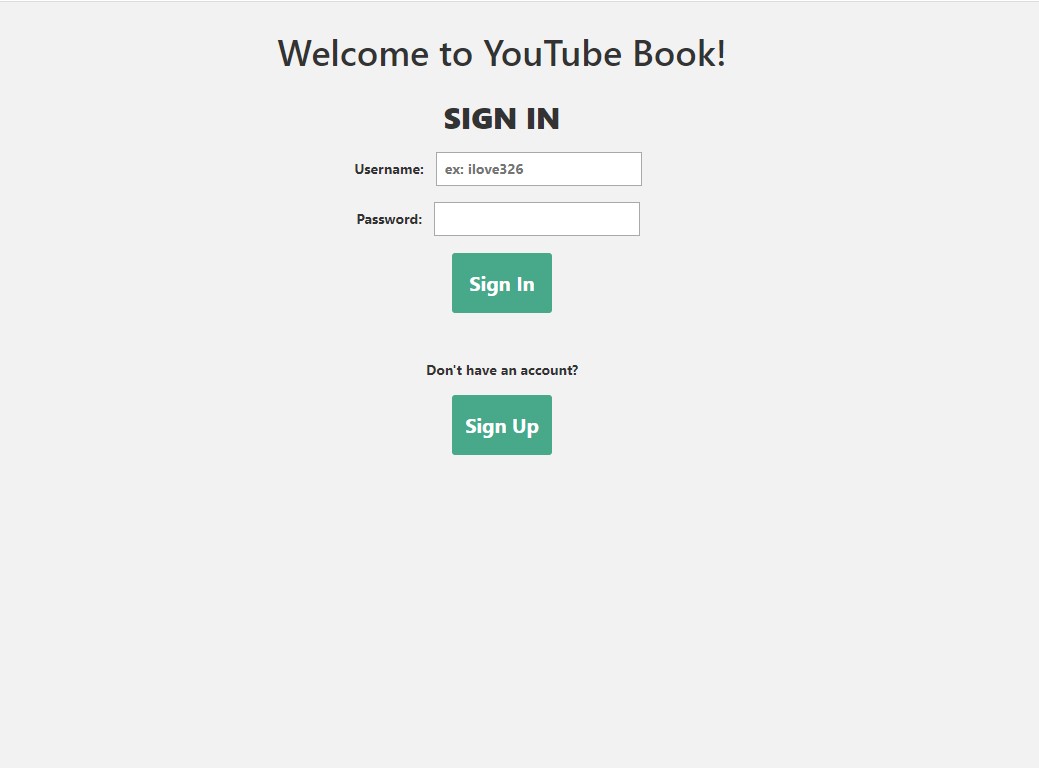 Welcome to YouTube Book!
SIGN IN
Username: ex: ilove326
Password:
Sign In
Don't have an account?
Sign Up